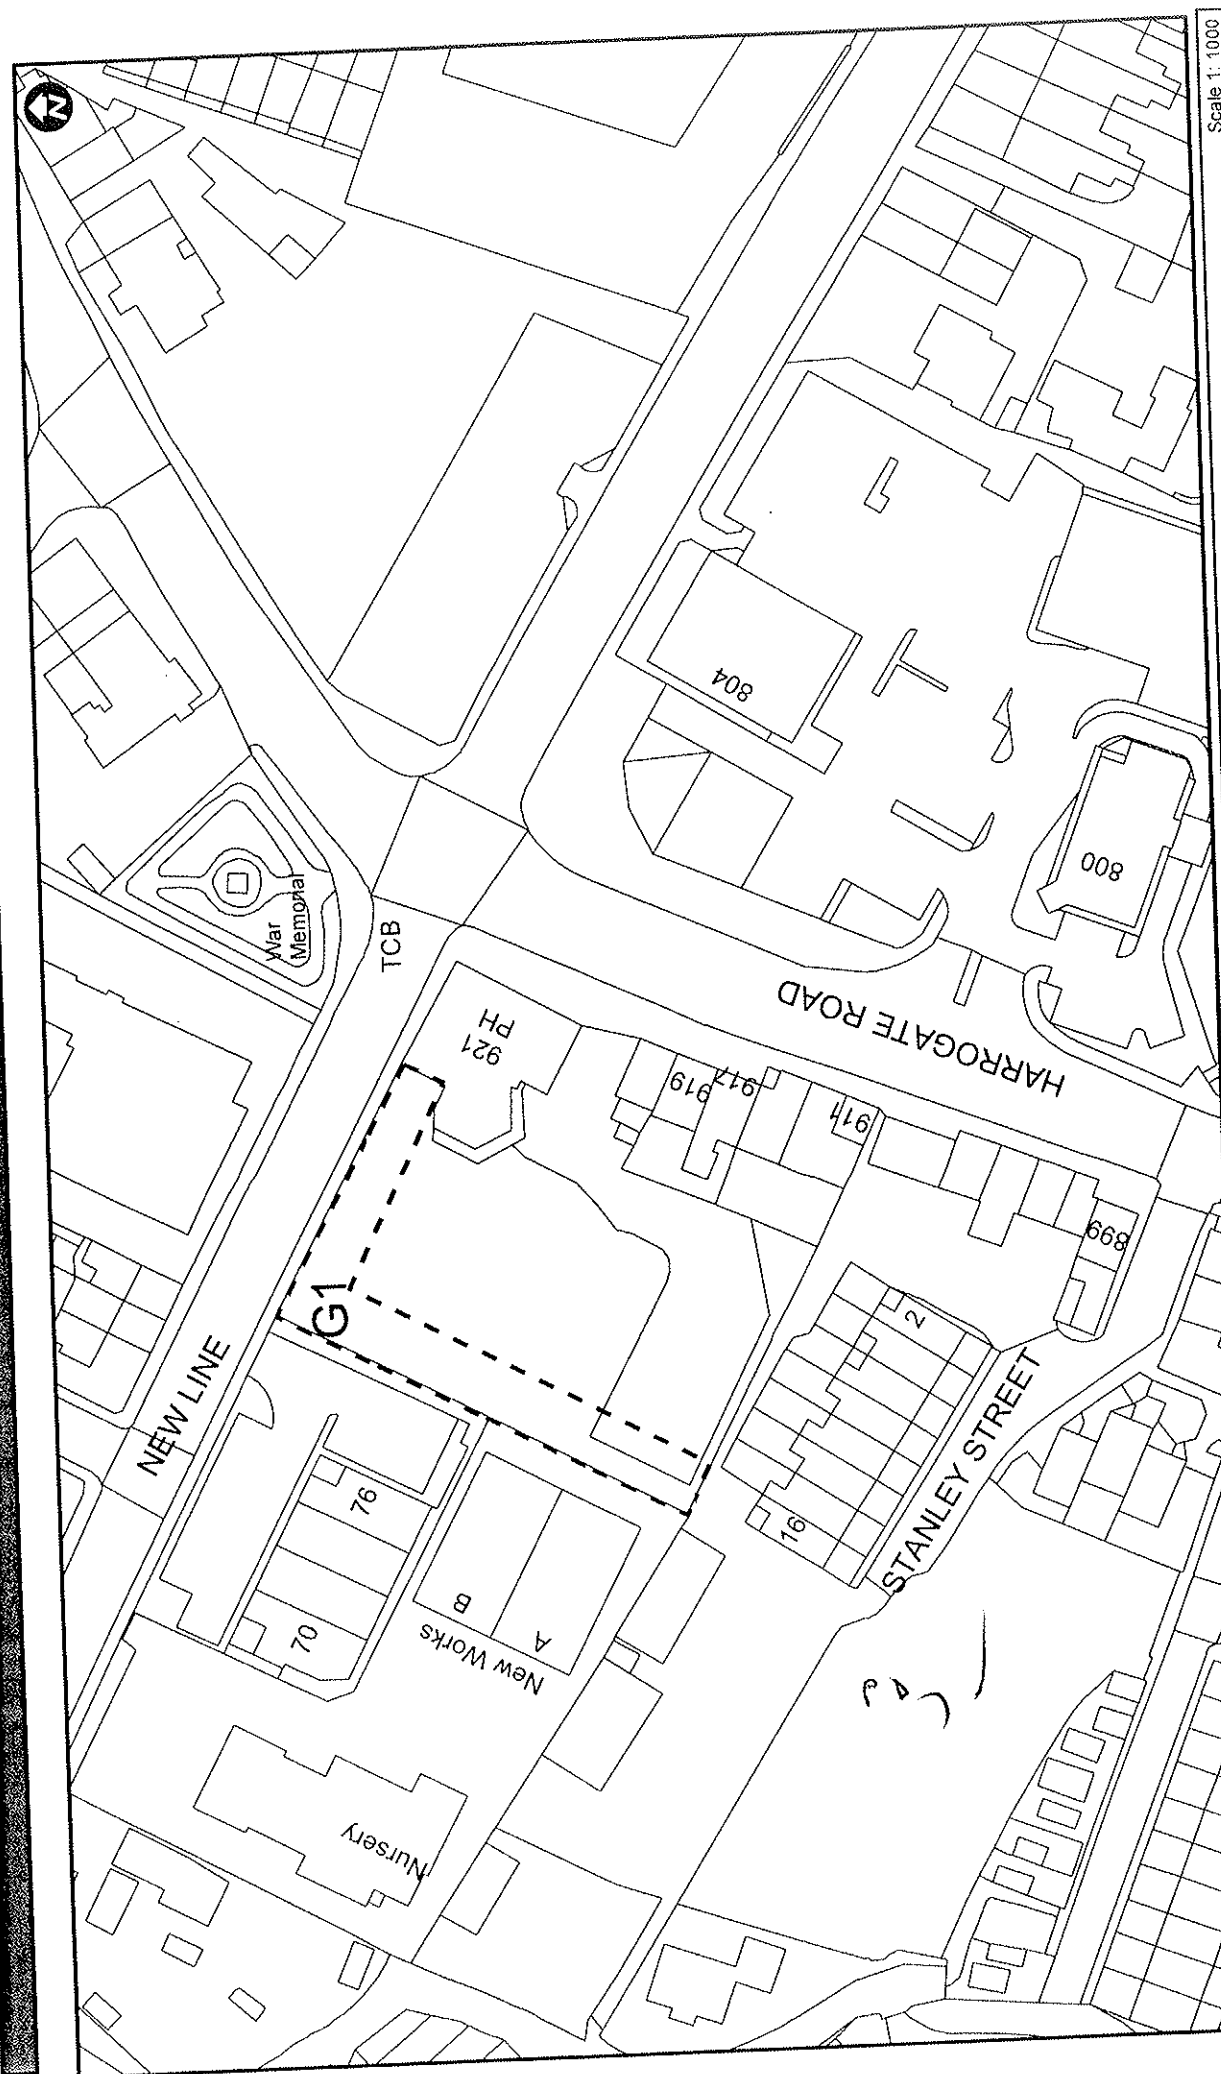 N
Scale 1: 1000
War
Memorial
TCB
804
800
HARROGATE ROAD
921
PH
919
917
911
899
G1
NEW LINE
76
70
B
A
New Works
2
16
STANLEY STREET
Nursery